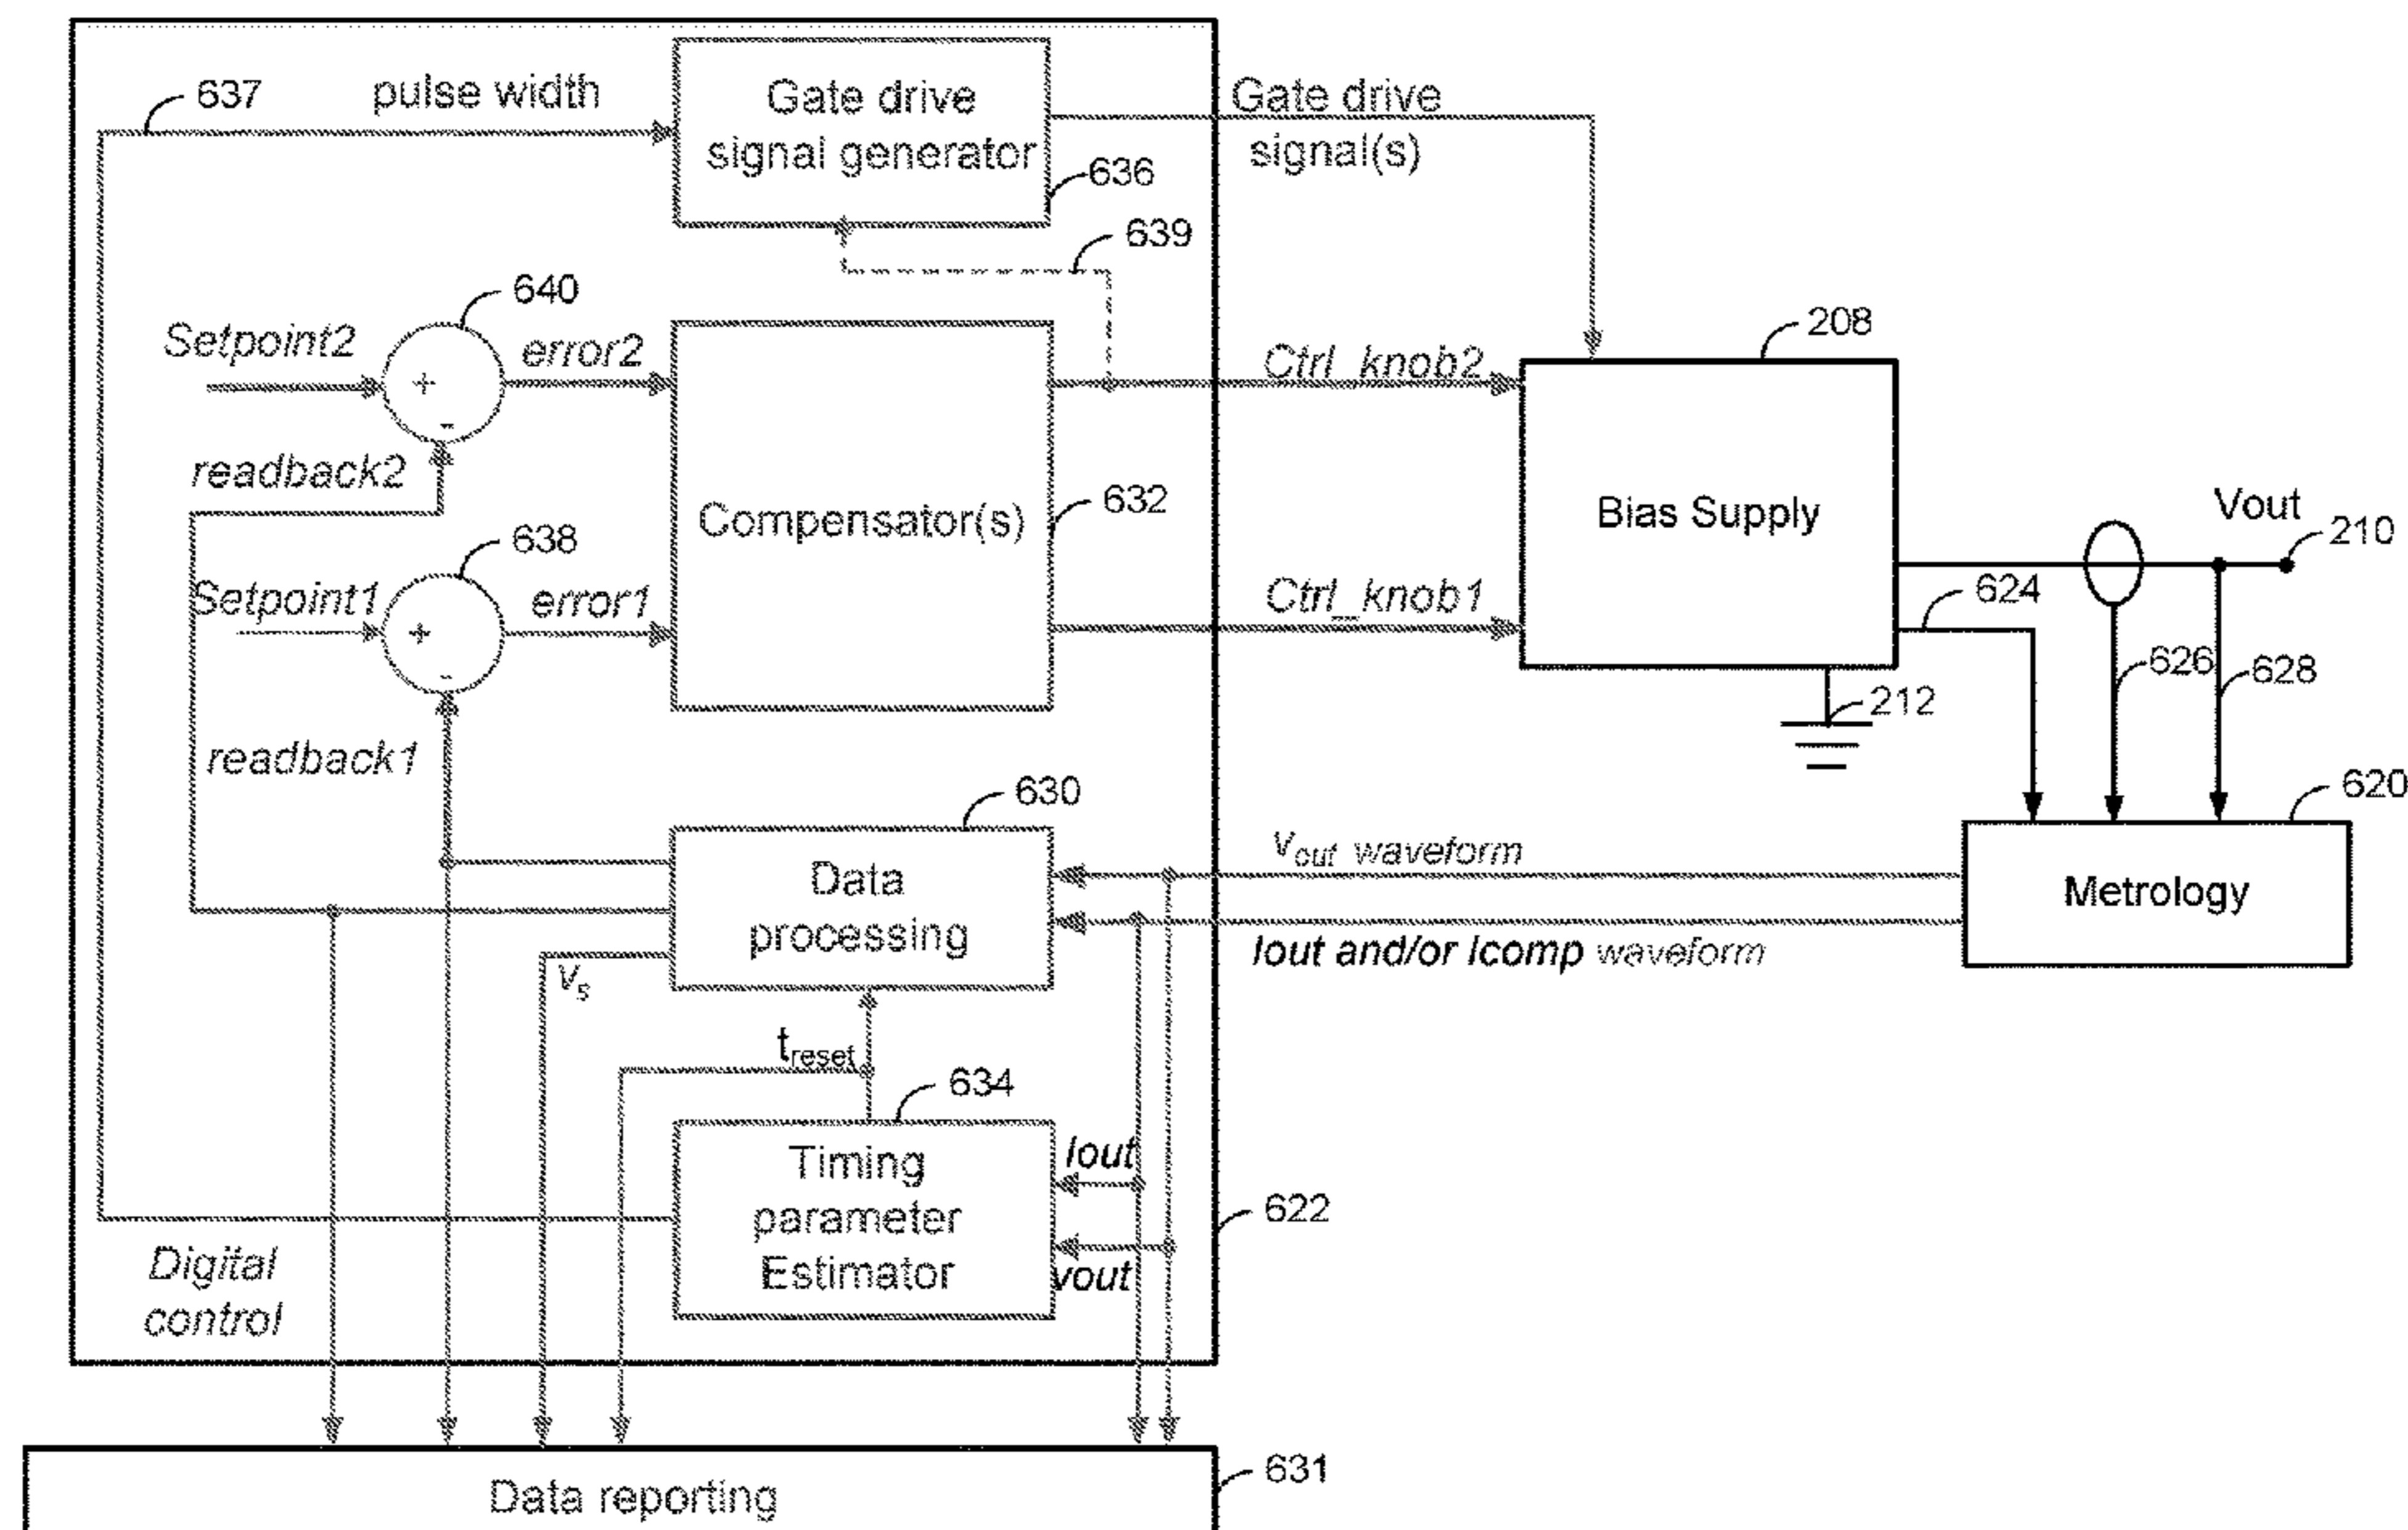 637
pulse width
Gate drive
signal generator
636
Gate drive
signal(s)
639
640
Setpoint2
+
-
error2
readback2
638
Setpoint1
+
-
error1
readback1
Compensator(s)
632
Ctrl_knob2
Ctrl_knob1
208
Bias Supply
Vout
210
624
626
628
212
620
Metrology
630
Data
processing
vout waveform
Iout and/or Icomp waveform
vs
treset
634
Timing
parameter
Estimator
Iout
vout
622
Digital
control
631
Data reporting